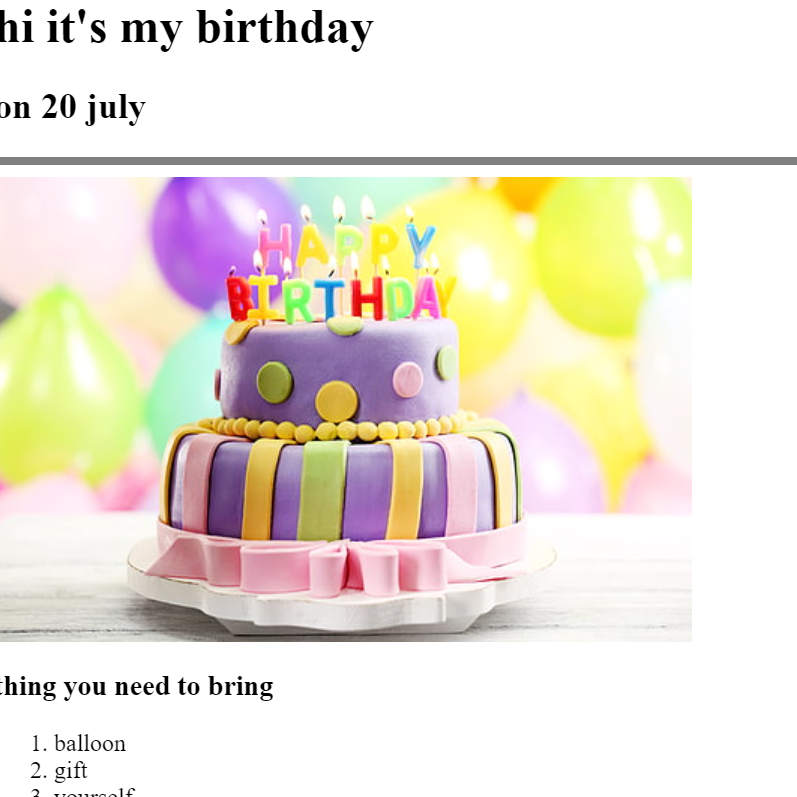 hi it's my birthday
on 20 july
HAPPY
BIRTHDAY
thing you need to bring
1. balloon
2. gift
3. yourself